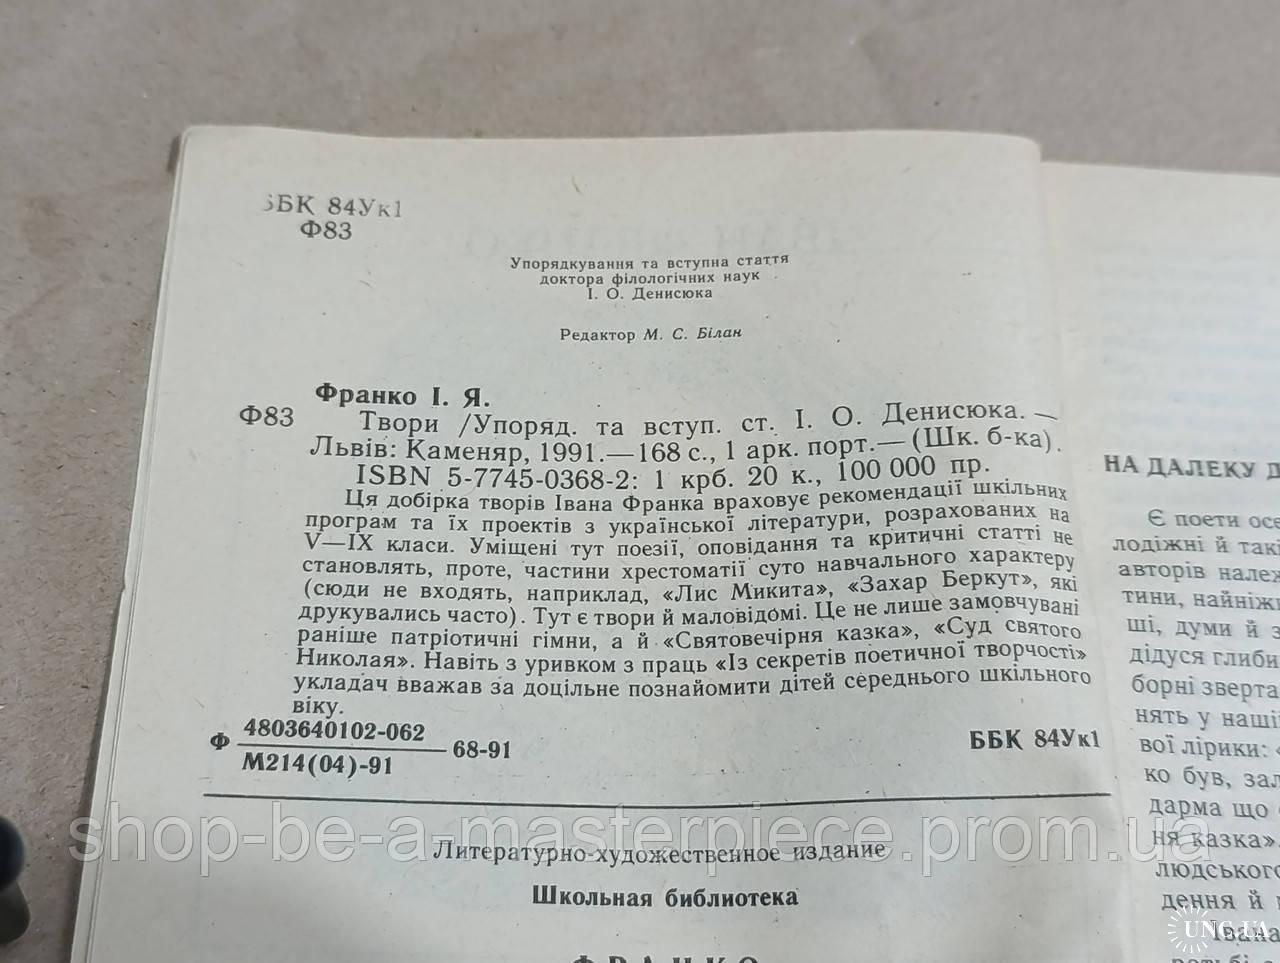 ББК 84Ук1
Ф83
Упорядкування та вступна стаття
доктора філологічних наук
І. О. Денисюка
Редактор М. С. Білан
Франко І. Я.
Ф83 Твори /Упоряд. та вступ. ст. І. О. Денисюка. —
Львів: Каменяр, 1991.—168 с., 1 арк. порт.— (Шк. б-ка).
ISBN 5-7745-0368-2: 1 крб. 20 к., 100 000 пр.
Ця добірка творів Івана Франка враховує рекомендації шкільних
програм та їх проектів з української літератури, розрахованих на
V—IX класи. Уміщені тут поезії, оповідання та критичні статті не
становлять, проте, частини хрестоматії суто навчального характеру
(сюди не входять, наприклад, «Лис Микита», «Захар Беркут», які
друкувались часто). Тут є твори й маловідомі. Це не лише замовчувані
раніше патріотичні гімни, а й «Святовечірня казка», «Суд святого
Николая». Навіть з уривком з праць «Із секретів поетичної творчості»
укладач вважав за доцільне познайомити дітей середнього шкільного
віку.
Ф 4803640102-062 68-91
М214(04)-91
ББК 84Ук1
Литературно-художественное издание
Школьная библиотека
ФРАНКО
НА ДАЛЕКУ Д
Є поети осе
лодіжні й такі
авторів належ
тини, найніж
ші, думи й з
дідуся глиби
борні зверта
нять у наші
вої лірики: «
ко був, зал
дарма що
ня казка».
людського
дення й
Івана
shop-be-a-masterpiece.prom.ua
UNC.UA